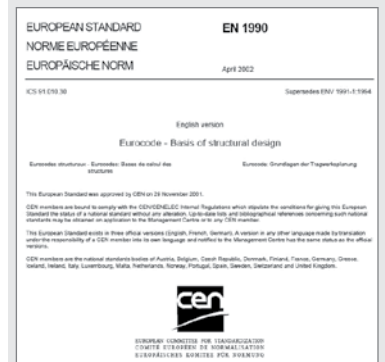 EUROPEAN STANDARD
EN 1990
NORME EUROPÉENNE
EUROPÄISCHE NORM
April 2002
ICS 91.010.30
Supersedes ENV 1991-1:1994
English version
Eurocode - Basis of structural design
Eurocodes structuraux - Eurocodes: Bases de calcul des
structures
Eurocode: Grundlagen der Tragwerksplanung
This European Standard was approved by CEN on 29 November 2001.
CEN members are bound to comply with the CEN/CENELEC Internal Regulations which stipulate the conditions for giving this European
Standard the status of a national standard without any alteration. Up-to-date lists and bibliographical references concerning such national
standards may be obtained on application to the Management Centre or to any CEN member.
This European Standard exists in three official versions (English, French, German). A version in any other language made by translation
under the responsibility of a CEN member into its own language and notified to the Management Centre has the same status as the official
versions.
CEN members are the national standards bodies of Austria, Belgium, Czech Republic, Denmark, Finland, France, Germany, Greece,
Iceland, Ireland, Italy, Luxembourg, Malta, Netherlands, Norway, Portugal, Spain, Sweden, Switzerland and United Kingdom.
cen
EUROPEAN COMMITTEE FOR STANDARDIZATION
COMITÉ EUROPÉEN DE NORMALISATION
EUROPÄISCHES KOMITEE FÜR NORMUNG